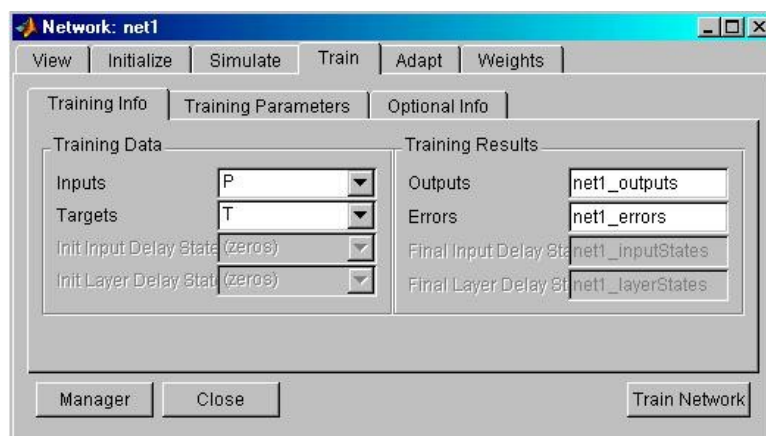 Network: net1
View Initialize Simulate Train Adapt Weights
Training Info Training Parameters Optional Info
Training Data
Inputs P
Targets T
Init Input Delay State (zeros)
Init Layer Delay Stat (zeros)
Training Results
Outputs net1_outputs
Errors net1_errors
Final Input Delay Sta net1_inputStates
Final Layer Delay St net1_layerStates
Manager Close Train Network